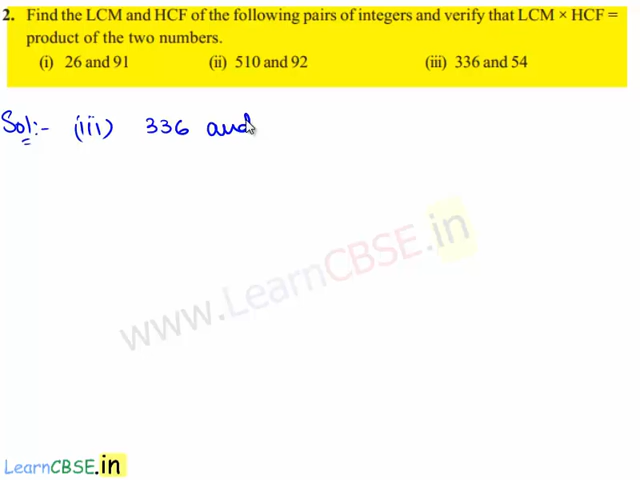 2. Find the LCM and HCF of the following pairs of integers and verify that LCM × HCF =
product of the two numbers.
(i) 26 and 91 (ii) 510 and 92 (iii) 336 and 54
Sol:- (iii) 336 and
www.LearnCBSE.in
LearnCBSE.in